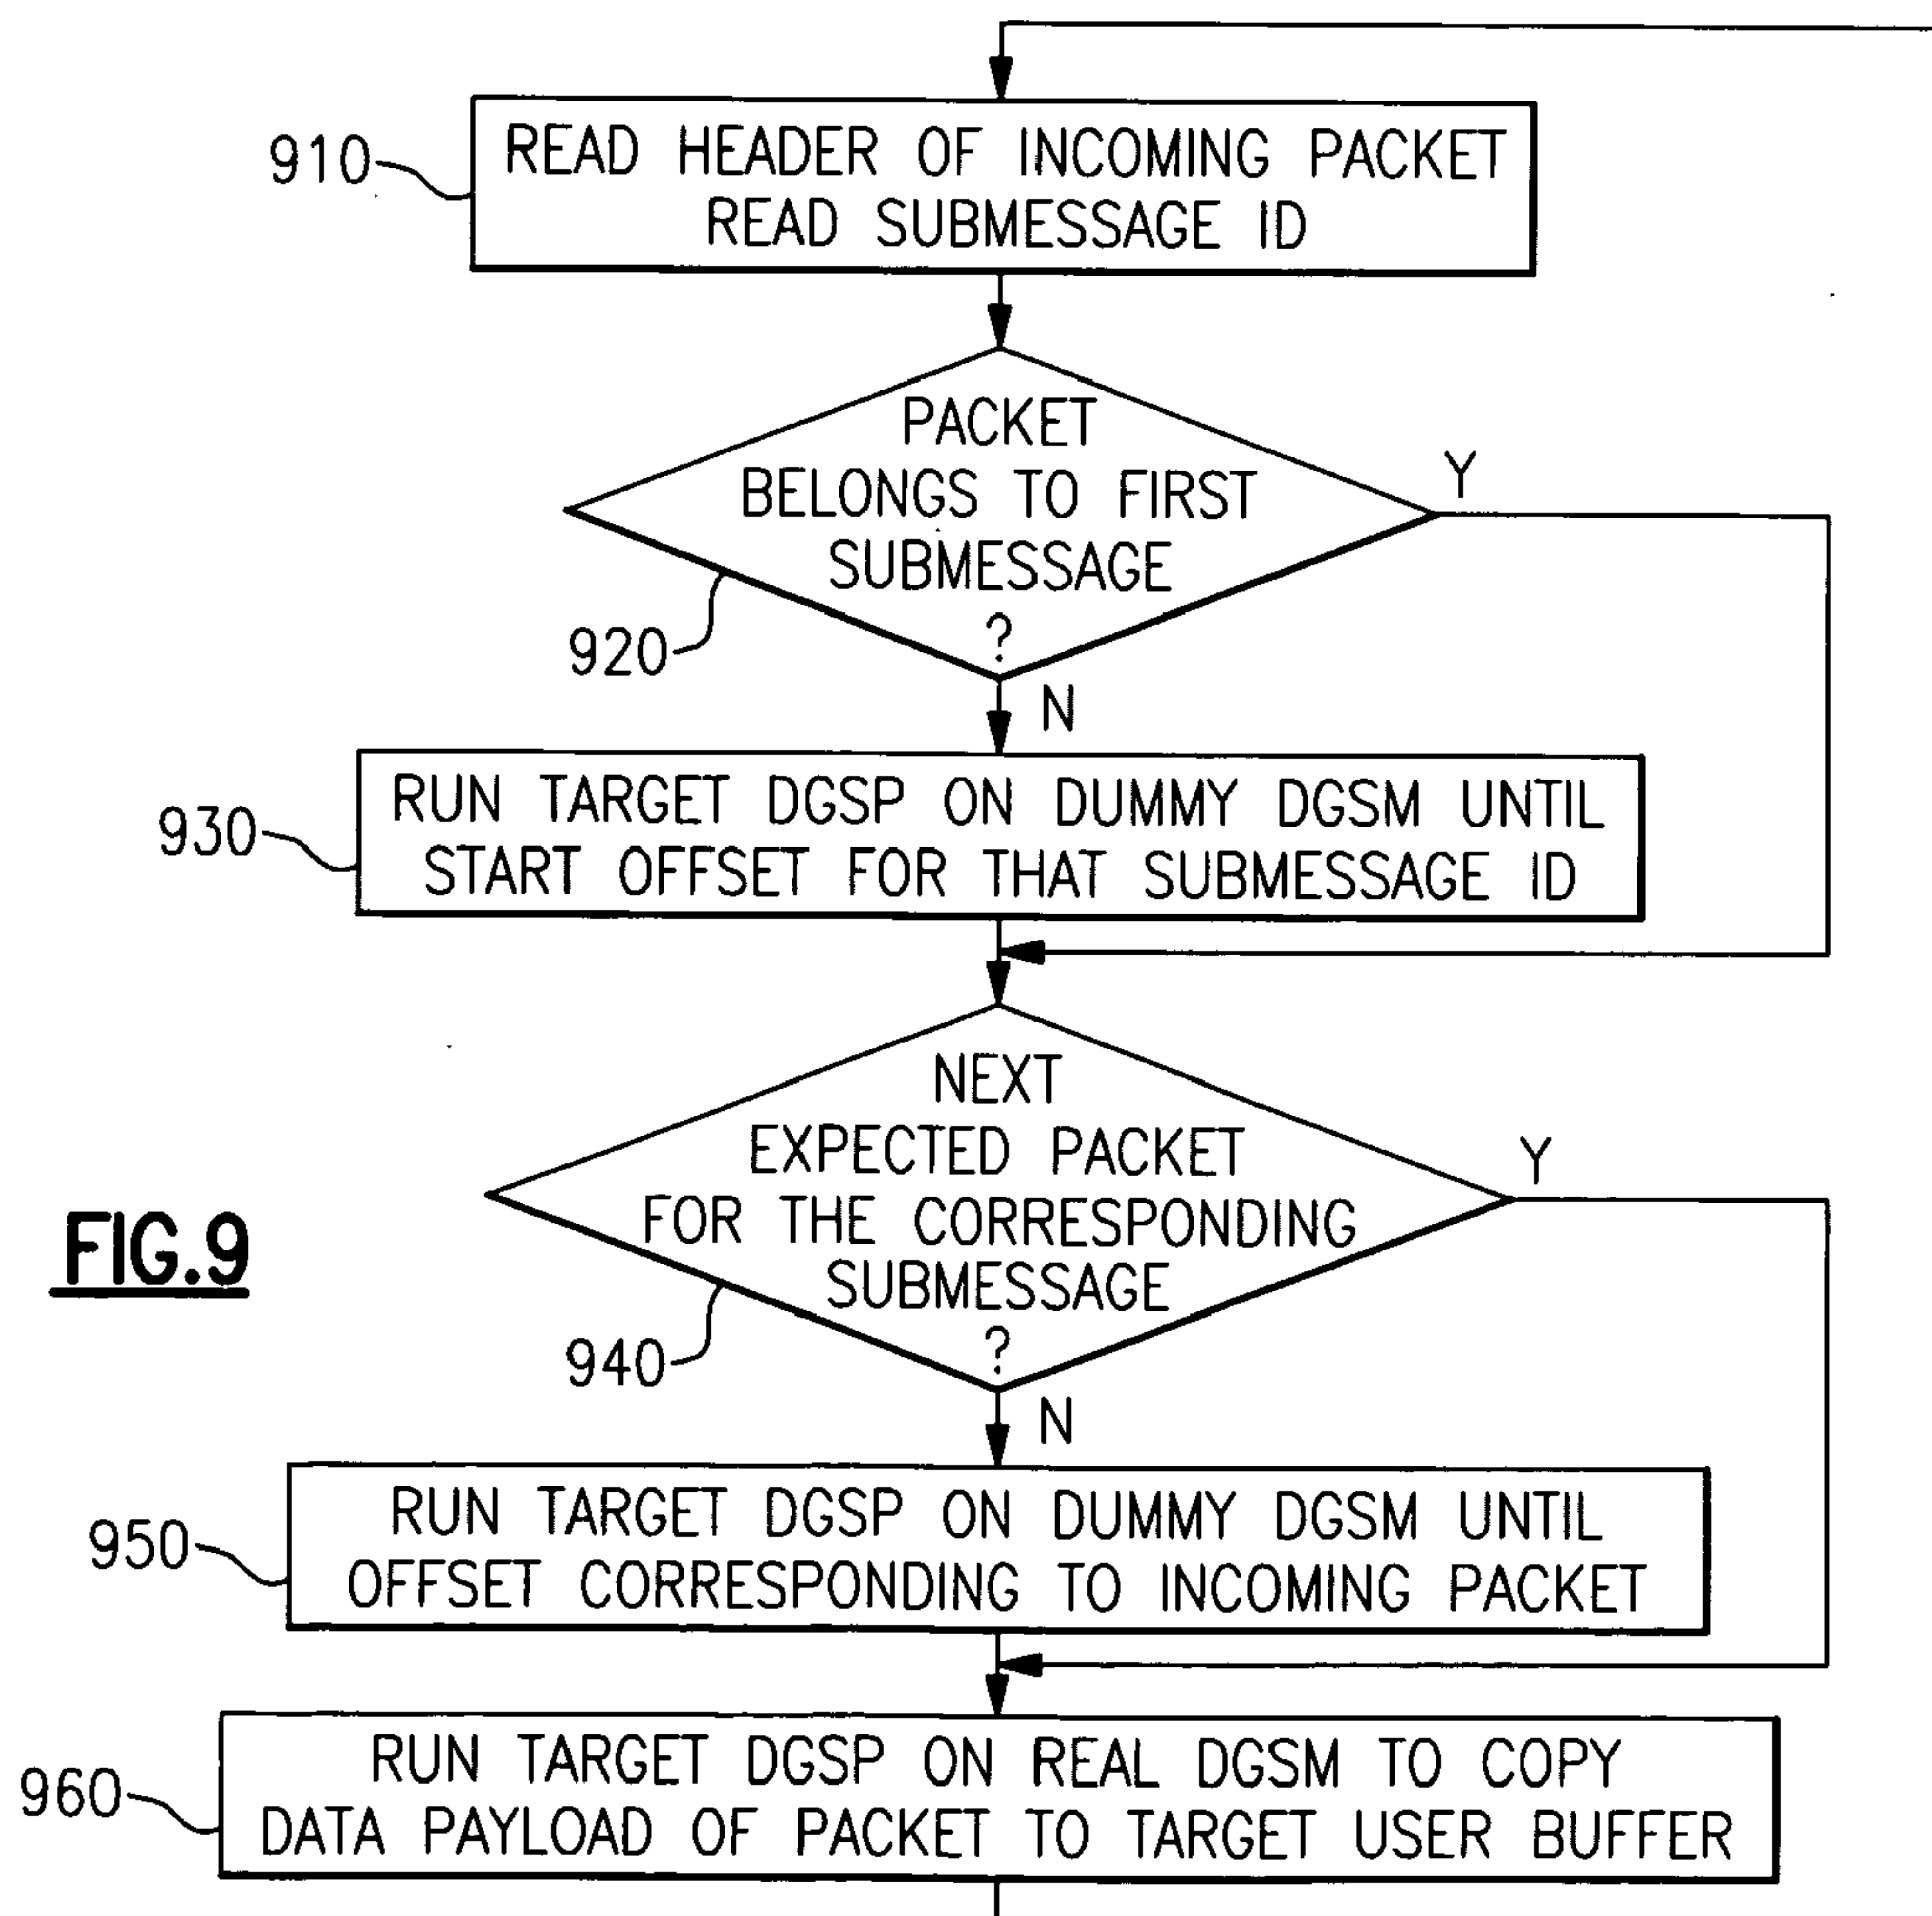 910
READ HEADER OF INCOMING PACKET
READ SUBMESSAGE ID
PACKET
BELONGS TO FIRST
SUBMESSAGE
?
Y
920
N
930
RUN TARGET DGSP ON DUMMY DGSM UNTIL
START OFFSET FOR THAT SUBMESSAGE ID
NEXT
EXPECTED PACKET
FOR THE CORRESPONDING
SUBMESSAGE
?
Y
FIG.9
940
N
950
RUN TARGET DGSP ON DUMMY DGSM UNTIL
OFFSET CORRESPONDING TO INCOMING PACKET
960
RUN TARGET DGSP ON REAL DGSM TO COPY
DATA PAYLOAD OF PACKET TO TARGET USER BUFFER